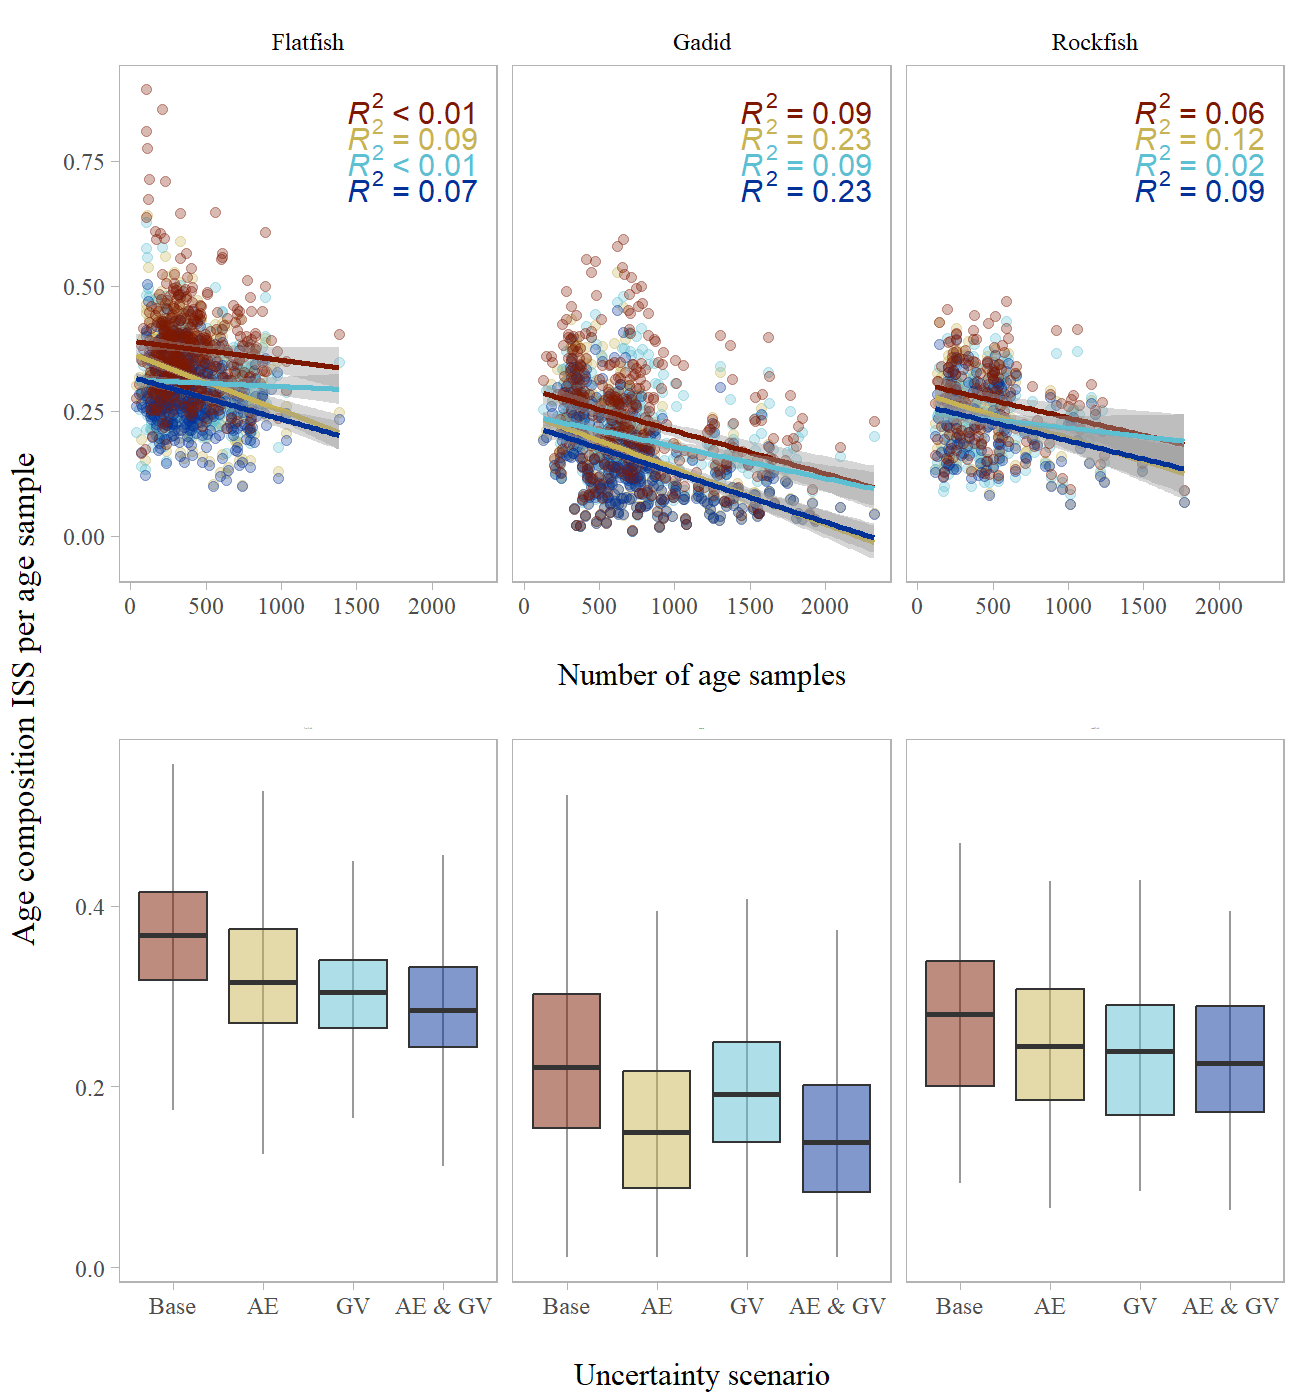 Flatfish Gadid Rockfish
R² < 0.01 R² = 0.09 R² = 0.06
R² = 0.09 R² = 0.23 R² = 0.12
R² < 0.01 R² = 0.09 R² = 0.02
R² = 0.07 R² = 0.23 R² = 0.09
0.75
0.50
0.25
0.00
0 500 1000 1500 2000 0 500 1000 1500 2000 0 500 1000 1500 2000
Number of age samples
Age composition ISS per age sample
0.4
0.2
0.0
Base AE GV AE & GV Base AE GV AE & GV Base AE GV AE & GV
Uncertainty scenario